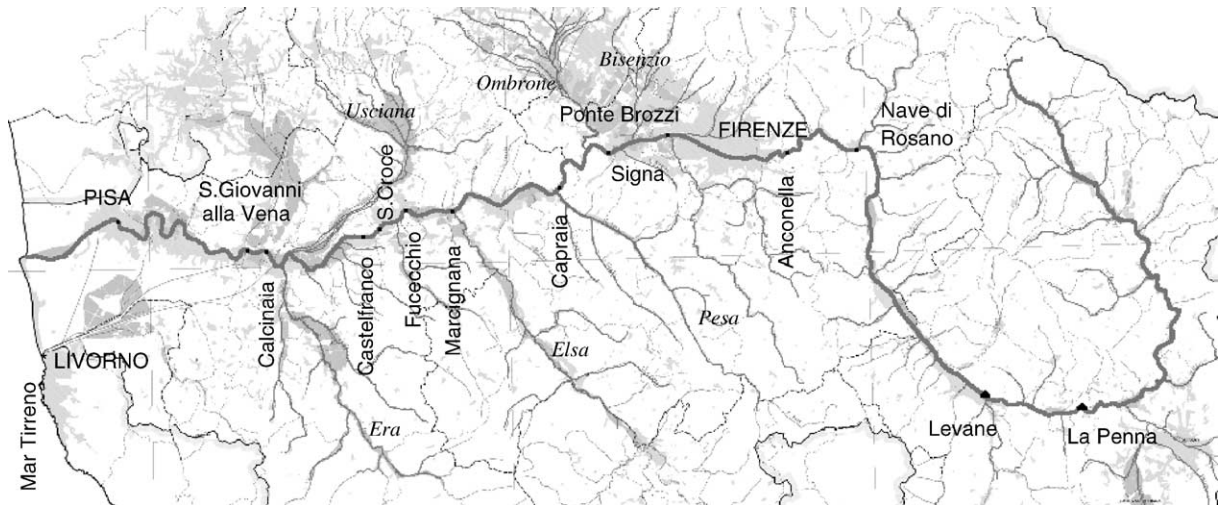 Bisenzio
Ombrone
Usciana
Ponte Brozzi
Nave di
Rosano
FIRENZE
Signa
S.Croce
PISA
S.Giovanni
alla Vena
Anconella
Capraia
Fucecchio
Marcignana
Castelfranco
Calcinaia
Pesa
Elsa
LIVORNO
Mar Tirreno
Era
Levane
La Penna